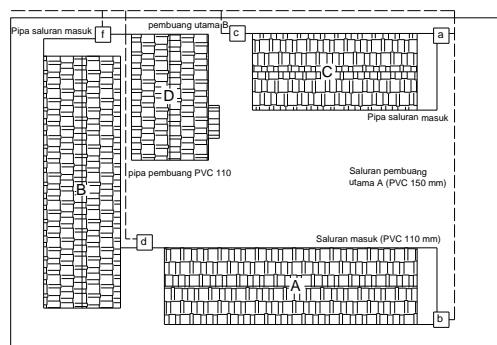 pembuang utama B
Pipa saluran masuk
f
c
a
D
C
Pipa saluran
masuk
pipa pembuang PVC 110
Saluran pembuang
utama A (PVC 150 mm)
B
d
Saluran masuk (PVC 110 mm)
A
b